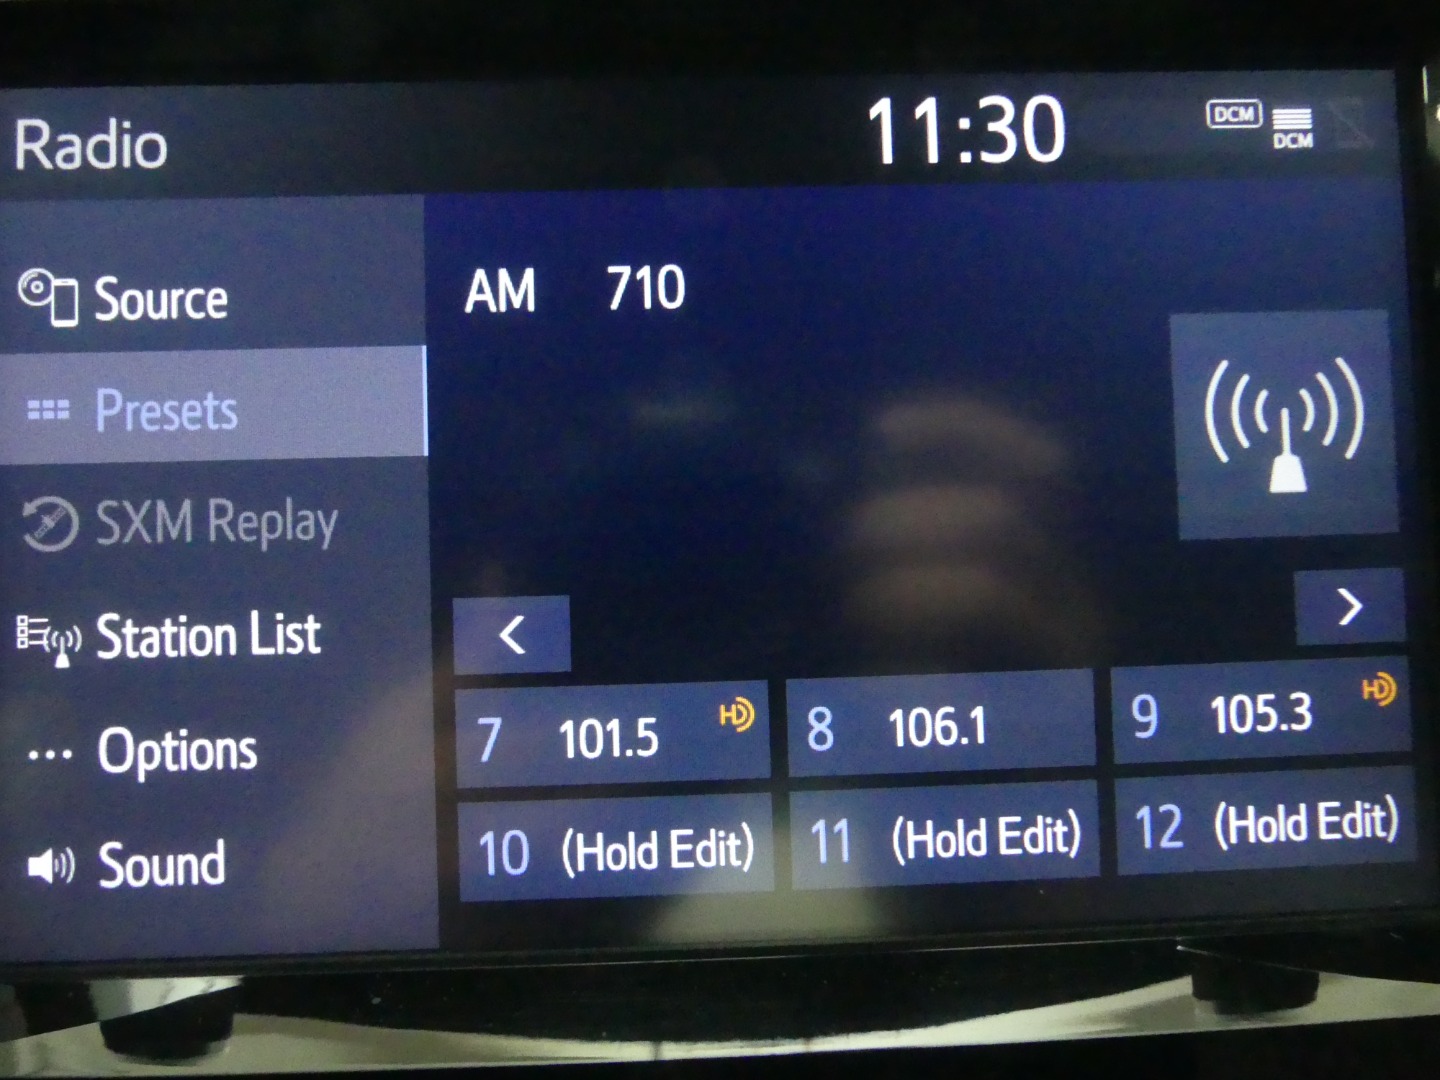 Radio
11:30
DCM
DCM
Source
Presets
SXM Replay
Station List
Options
Sound
AM 710
<
>
7 101.5 HD
8 106.1
9 105.3 HD
10 (Hold Edit)
11 (Hold Edit)
12 (Hold Edit)